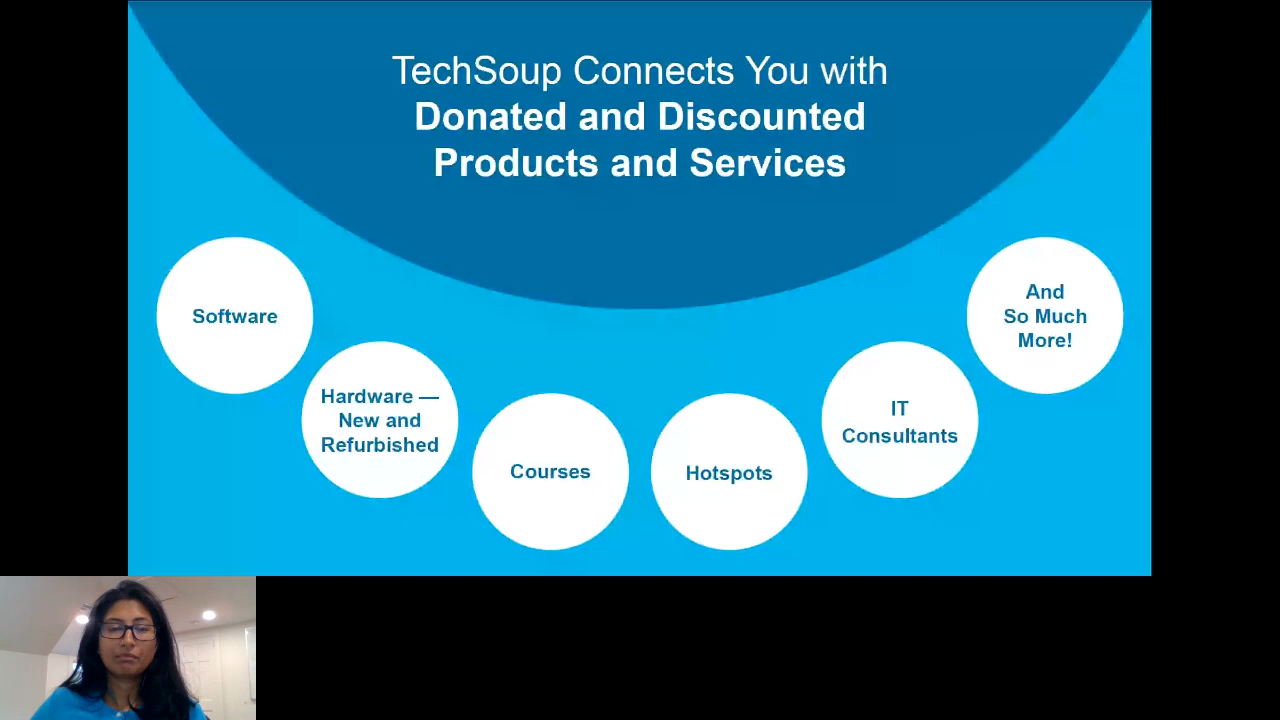 TechSoup Connects You with
Donated and Discounted
Products and Services
Software
Hardware —
New and
Refurbished
Courses
Hotspots
IT
Consultants
And
So Much
More!